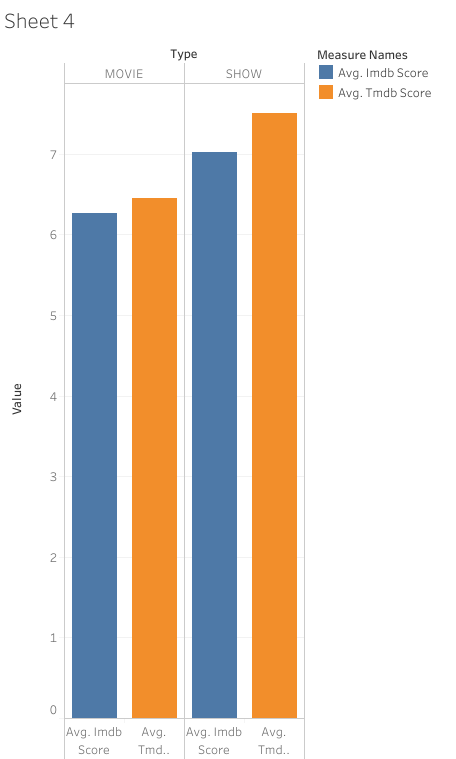 Sheet 4
Type
Measure Names
MOVIE
SHOW
Avg. Imdb Score
Avg. Tmdb Score
7
6
5
4
3
2
1
0
Value
Avg. Imdb
Score
Avg.
Tmd..
Avg. Imdb
Score
Avg.
Tmd..